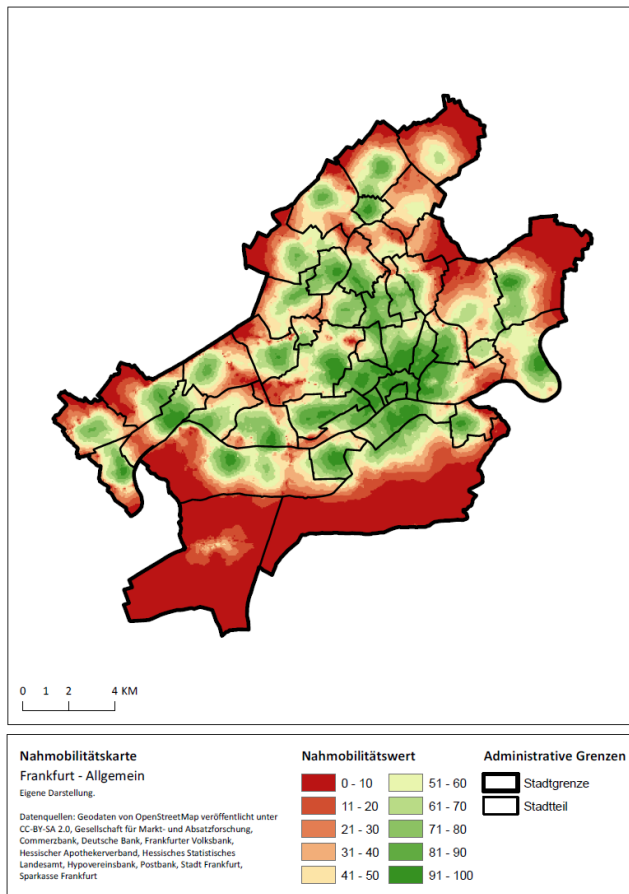 0 1 2 4 KM
Nahmobilitätskarte
Frankfurt - Allgemein
Eigene Darstellung.
Datenquellen: Geodaten von OpenStreetMap veröffentlicht unter
CC-BY-SA 2.0, Gesellschaft für Markt- und Absatzforschung,
Commerzbank, Deutsche Bank, Frankfurter Volksbank,
Hessischer Apothekerverband, Hessisches Statistisches
Landesamt, Hypovereinsbank, Postbank, Stadt Frankfurt,
Sparkasse Frankfurt
Nahmobilitätswert
0 - 10
11 - 20
21 - 30
31 - 40
41 - 50
51 - 60
61 - 70
71 - 80
81 - 90
91 - 100
Administrative Grenzen
Stadtgrenze
Stadtteil